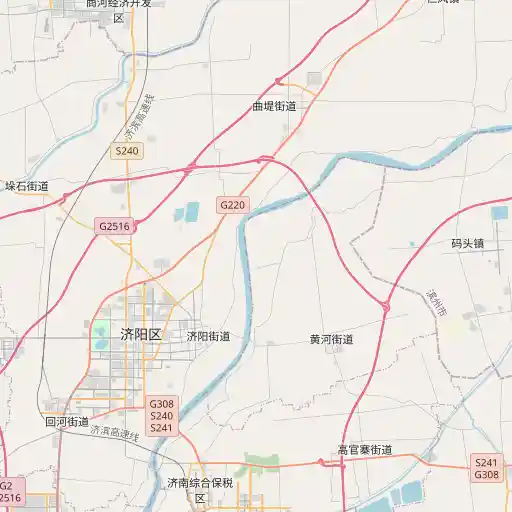 商河经济开发
区
济滨高速线
曲堤街道
S240
垛石街道
G220
G2516
码头镇
滨州市
济阳区
济阳街道
黄河街道
G308
S240
S241
回河街道
济滨高速线
高官寨街道
S241
G308
济南综合保税
区
G2
2516